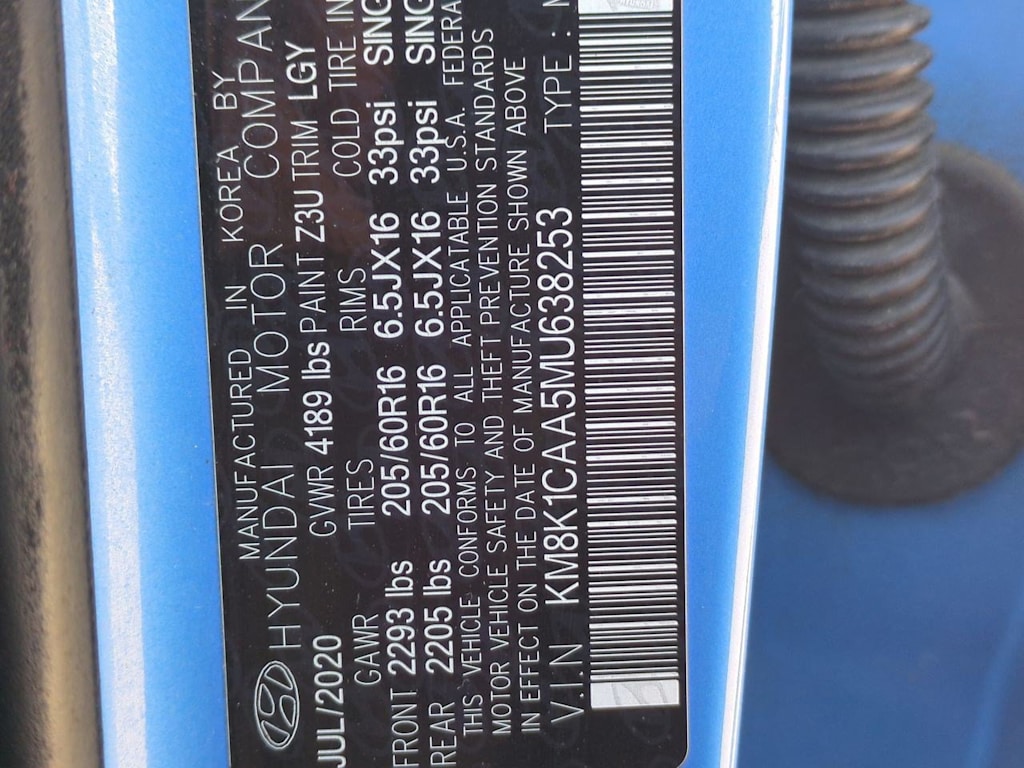 MANUFACTURED IN KOREA BY
HYUNDAI MOTOR COMPAN
JUL/2020 GWR 4189 lbs PAINT Z3U TRIM LGY
GAWR TIRES RIMS COLD TIRE IN
FRONT 2293 lbs 205/60R16 6.5JX16 33psi SING
REAR 2205 lbs 205/60R16 6.5JX16 33psi SING
THIS VEHICLE CONFORMS TO ALL APPLICATABLE U.S.A. FEDERA
MOTOR VEHICLE SAFETY AND THEFT PREVENTION STANDARDS
IN EFFECT ON THE DATE OF MANUFACTURE SHOWN ABOVE
V.I.N KM8K1CAA5MU638253 TYPE :